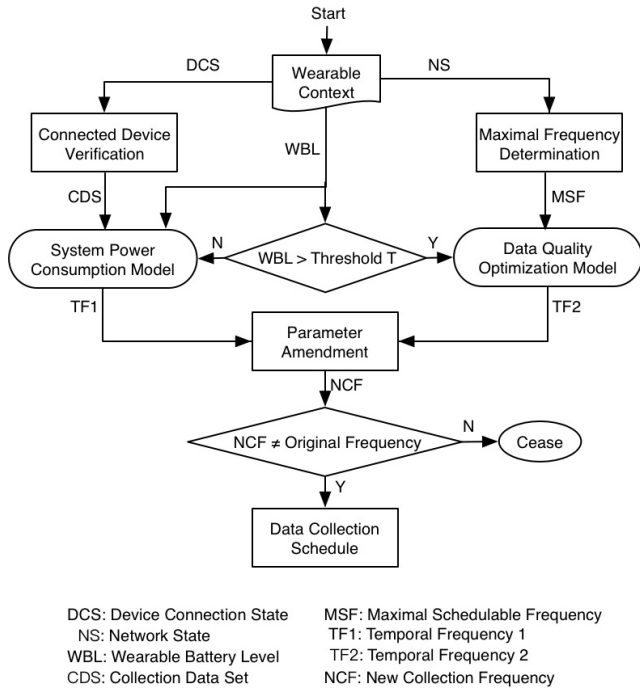 Start
DCS
Wearable
Context
NS
Connected Device
Verification
WBL
Maximal Frequency
Determination
CDS
MSF
System Power
Consumption Model
N
WBL > Threshold T
Y
Data Quality
Optimization Model
TF1
TF2
Parameter
Amendment
NCF
NCF ≠ Original Frequency
N
Cease
Y
Data Collection
Schedule
DCS: Device Connection State
NS: Network State
WBL: Wearable Battery Level
CDS: Collection Data Set
MSF: Maximal Schedulable Frequency
TF1: Temporal Frequency 1
TF2: Temporal Frequency 2
NCF: New Collection Frequency